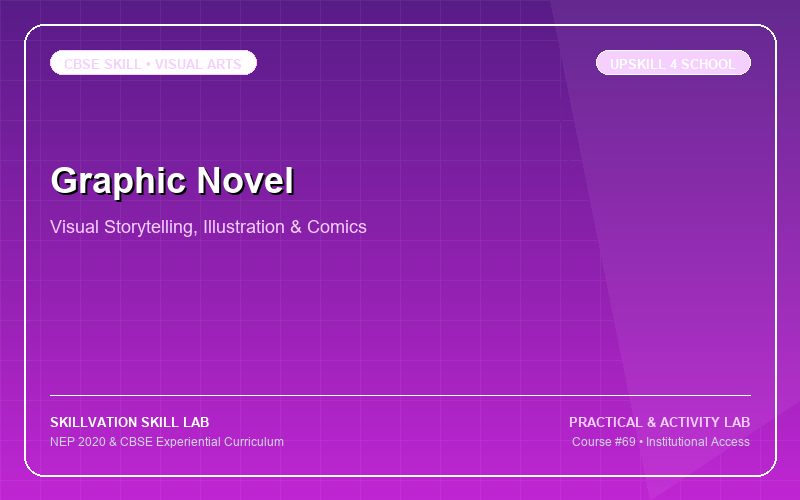 CBSE SKILL • VISUAL ARTS
UPSKILL 4 SCHOOL
Graphic Novel
Visual Storytelling, Illustration & Comics
SKILLVATION SKILL LAB
PRACTICAL & ACTIVITY LAB
NEP 2020 & CBSE Experiential Curriculum
Course #69 • Institutional Access